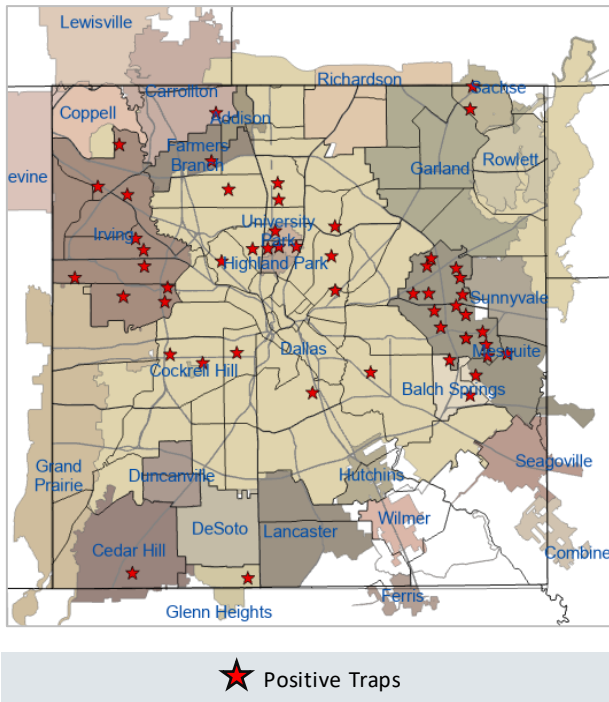 Lewisville
Richardson
Sachse
Carrollton
Coppell
Addison
Farmers
Branch
Rowlett
Garland
evine
University
Park
Irving
Highland Park
Sunnyvale
Dallas
Mesquite
Cockrell Hill
Balch Springs
Seagoville
Grand
Prairie
Duncanville
Hutchins
Wilmer
DeSoto
Lancaster
Cedar Hill
Combine
Ferris
Glenn Heights
Positive Traps